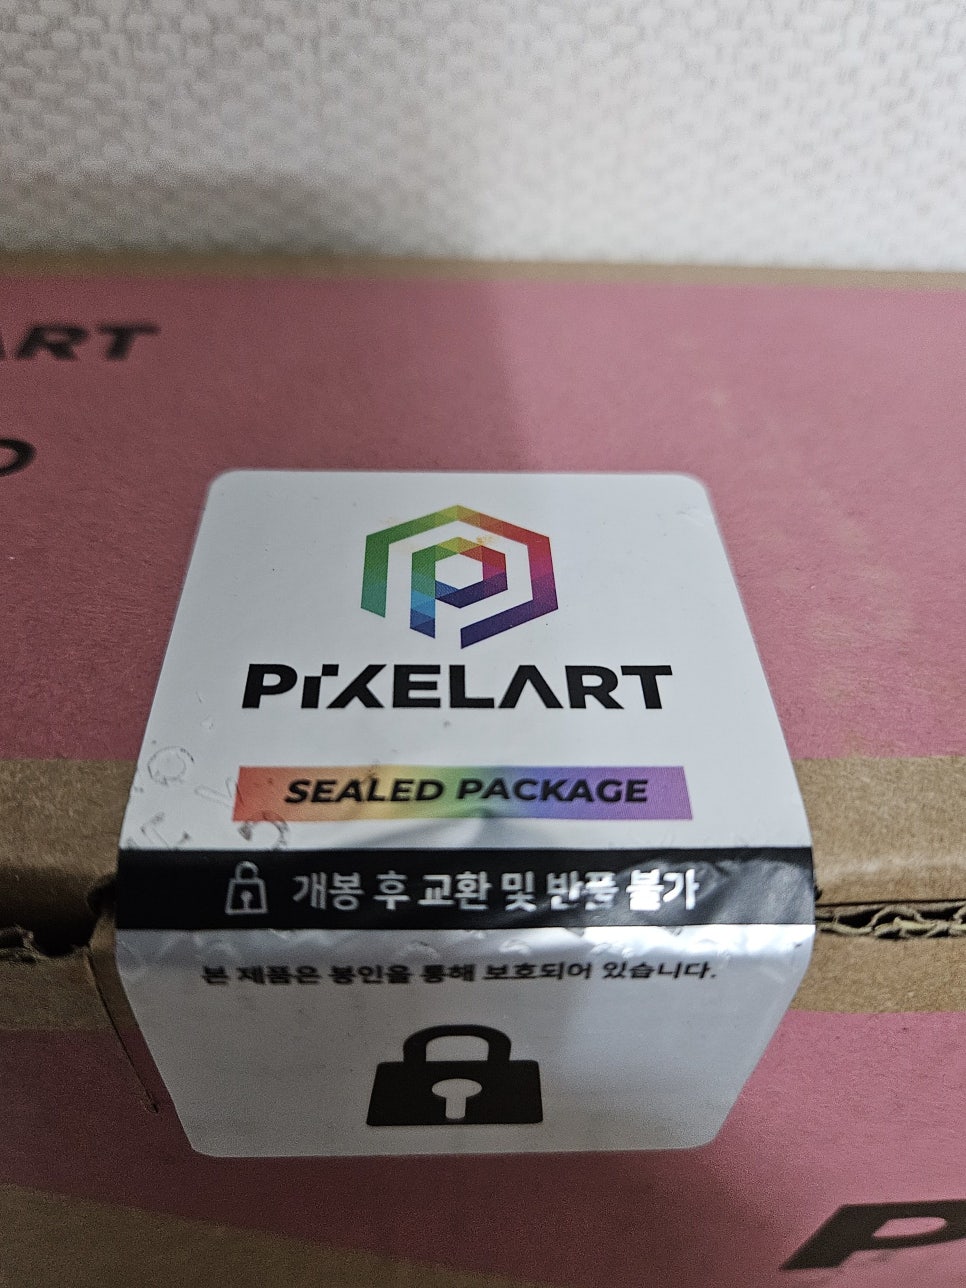 ART
PIXELART
SEALED PACKAGE
개봉 후 교환 및 반품 불가
본 제품은 봉인을 통해 보호되어 있습니다.